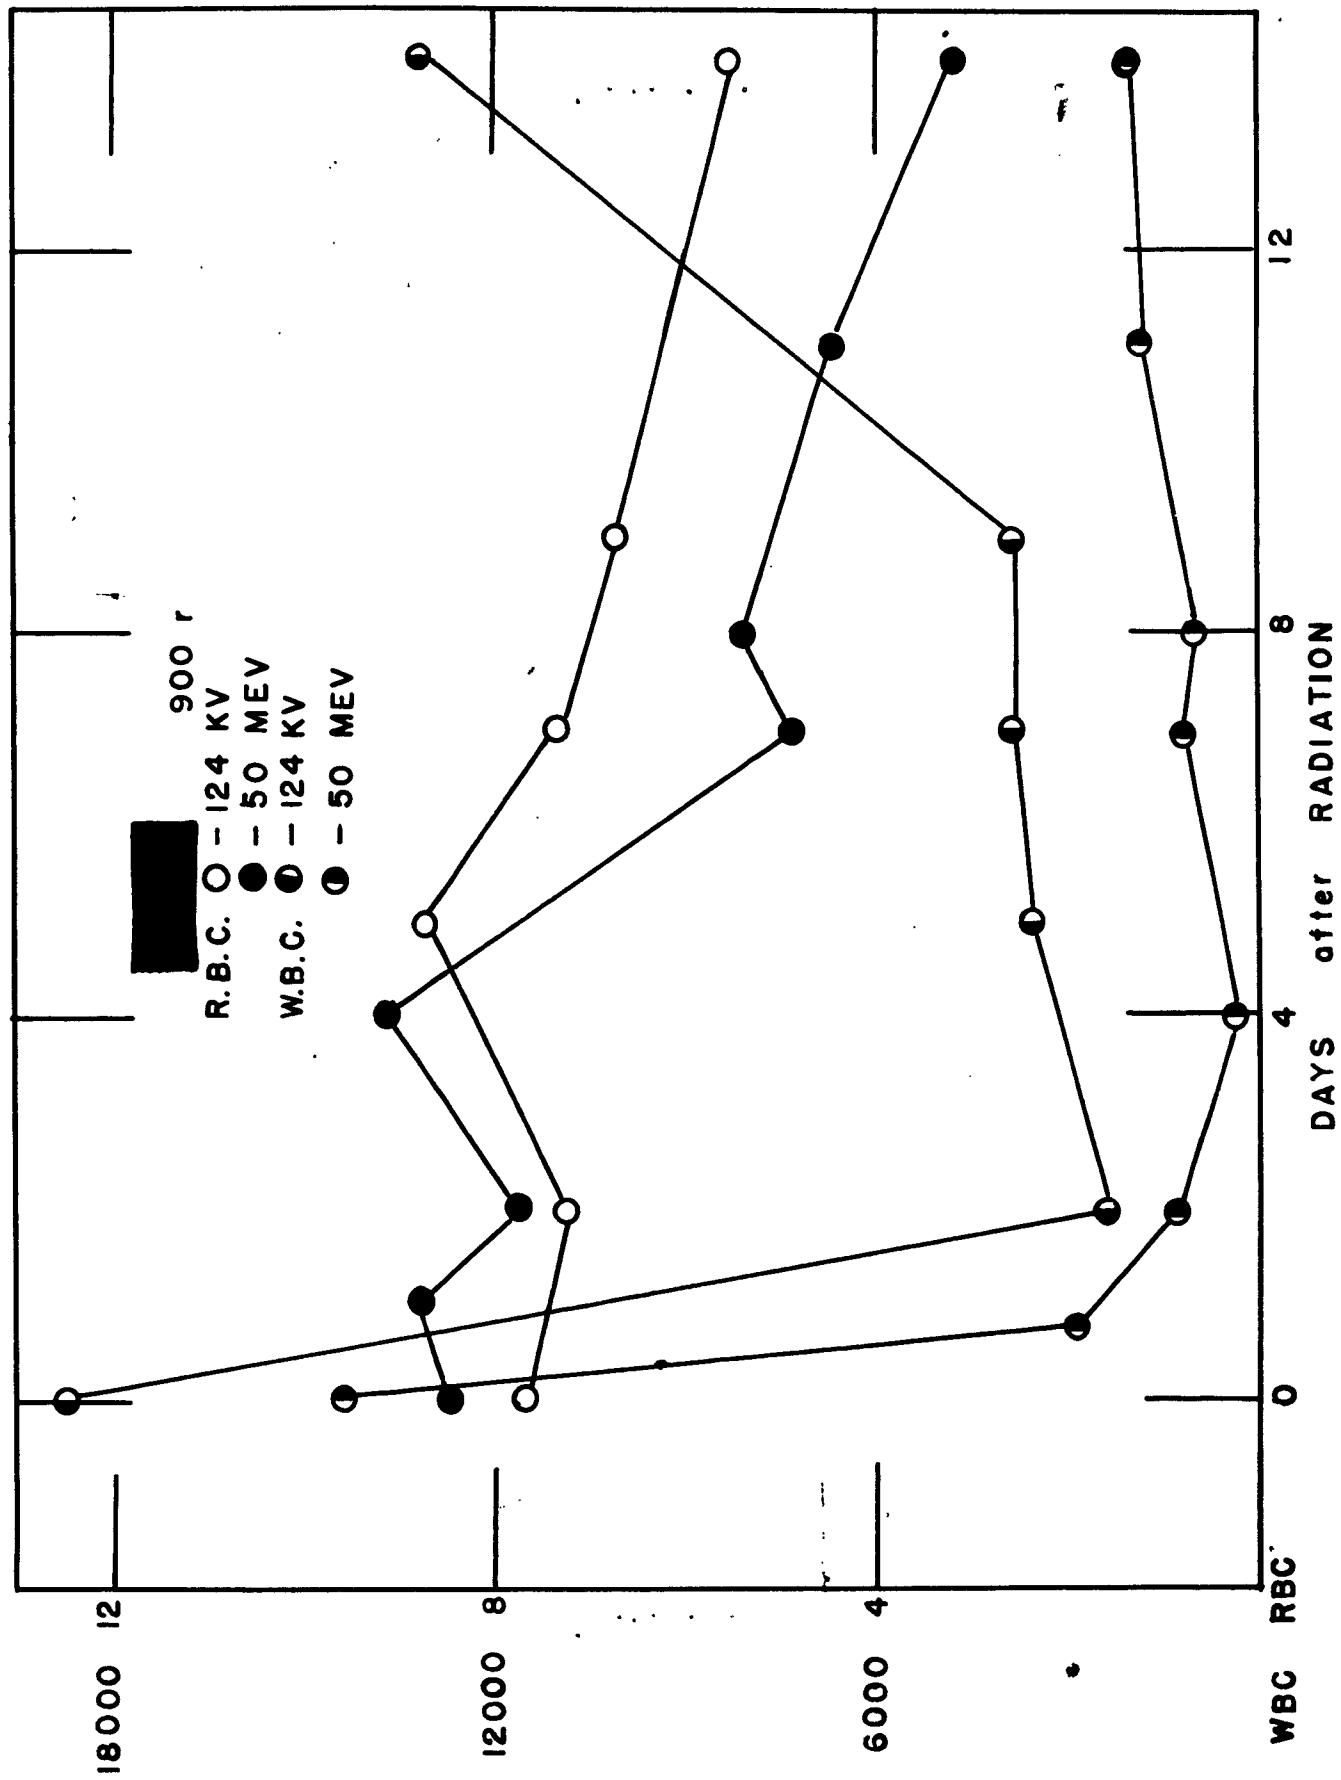 900 r
R.B.C. – 124 KV
– 50 MEV
W.B.C. – 124 KV
– 50 MEV
18000 12
12000 8
6000 4
WBC RBC
0 4 8 12
DAYS after RADIATION